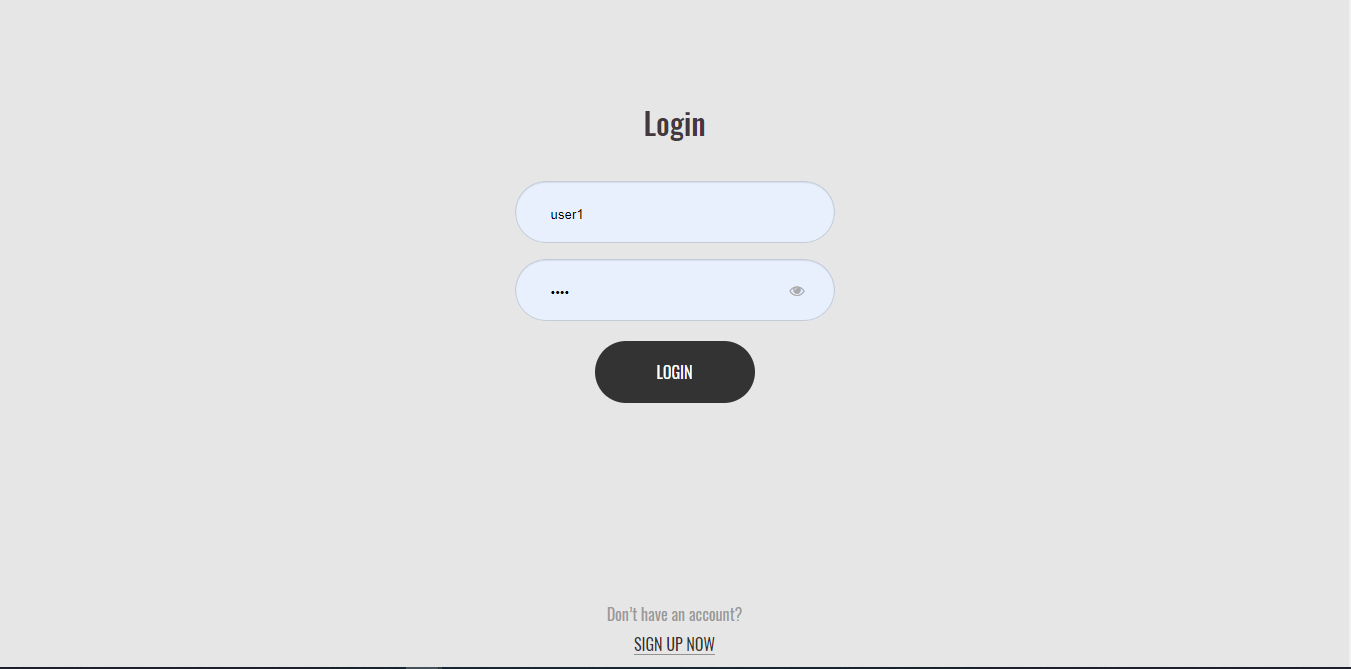 Login
user1
••••
LOGIN
Don't have an account?
SIGN UP NOW